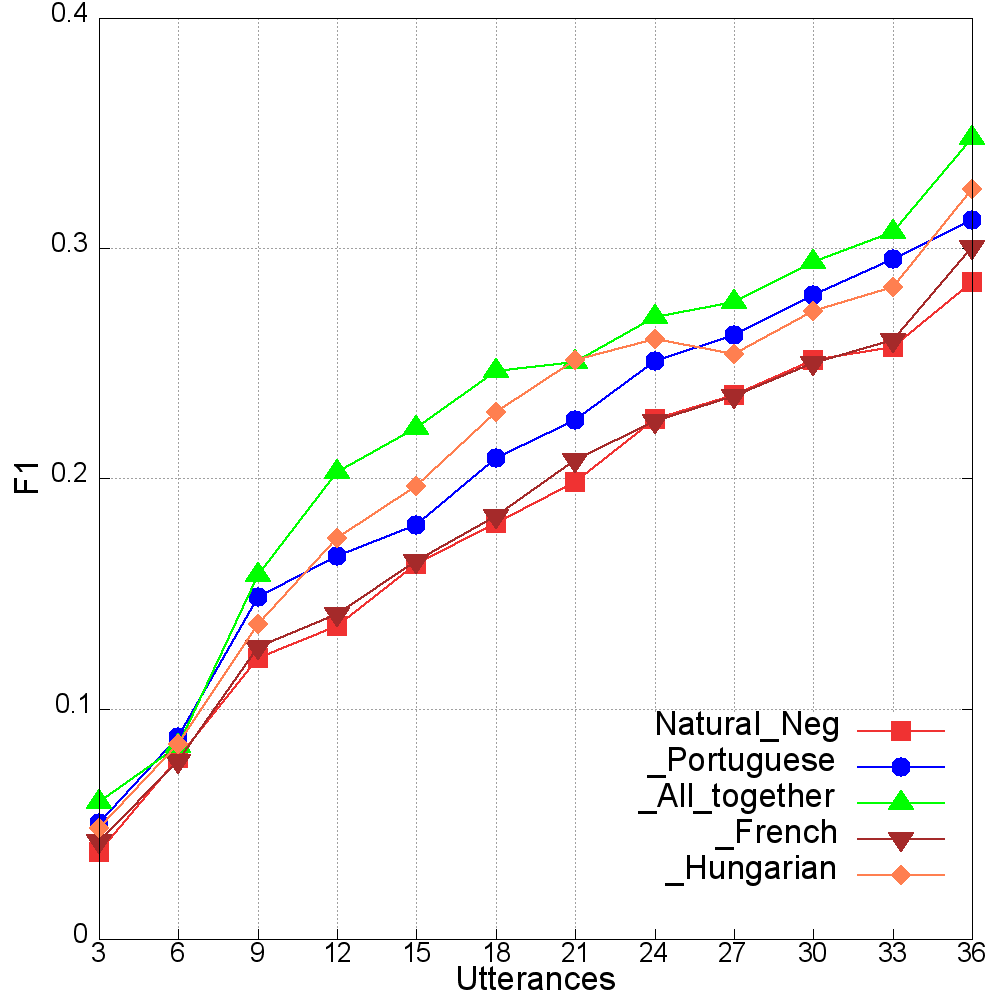 0.4
0.3
0.2
0.1
0
F1
Natural_Neg
_Portuguese
_All_together
_French
_Hungarian
3 6 9 12 15 18 21 24 27 30 33 36
Utterances